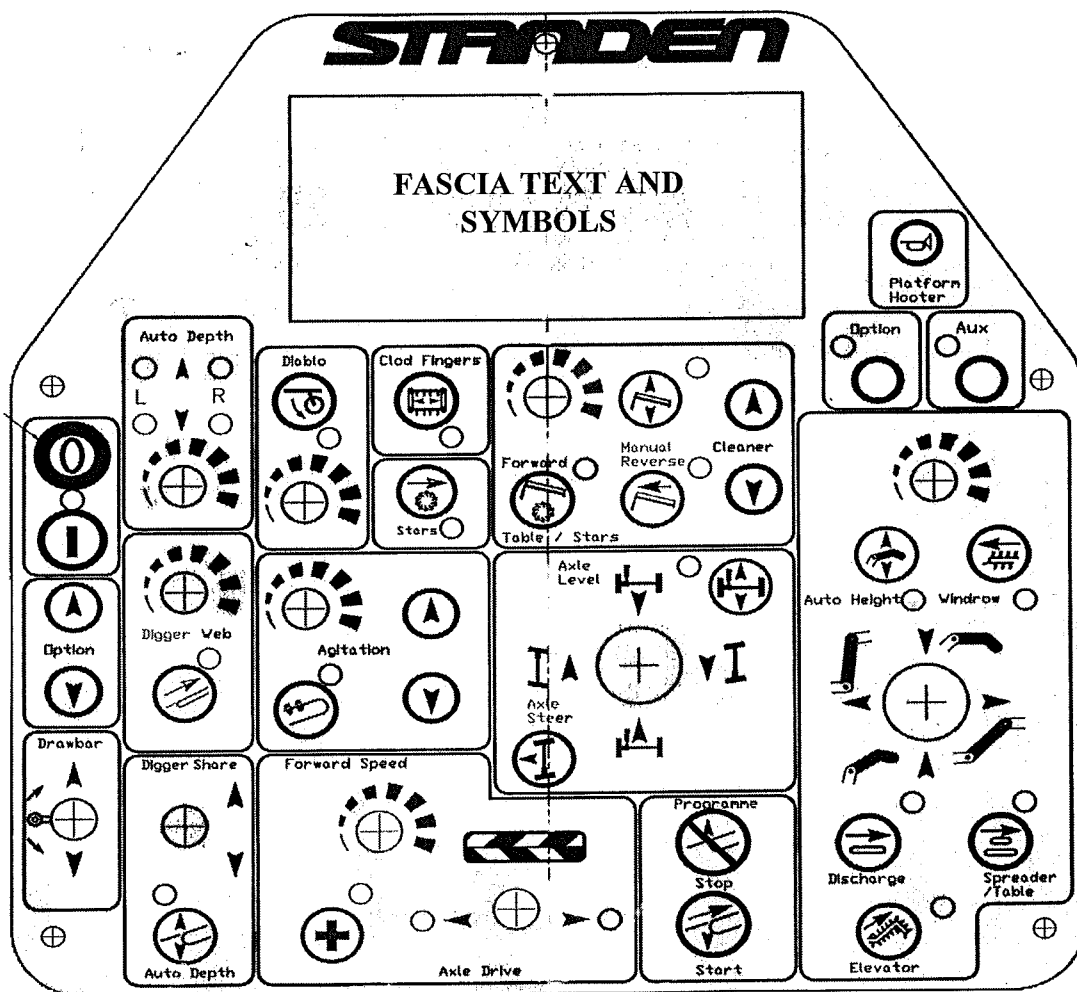 STANDEN
FASCIA TEXT AND
SYMBOLS
Platform
Hooter
Option
Aux
Auto Depth
L R
Diablo
Clod Fingers
Stars
Forward
Manual
Reverse
Cleaner
Table / Stars
Option
Digger Web
Agitation
Axle
Level
Axle
Steer
Auto Height
Windrow
Drawbar
Digger Share
Auto Depth
Forward Speed
Axle Drive
Programme
Stop
Start
Discharge
Spreader
/Table
Elevator